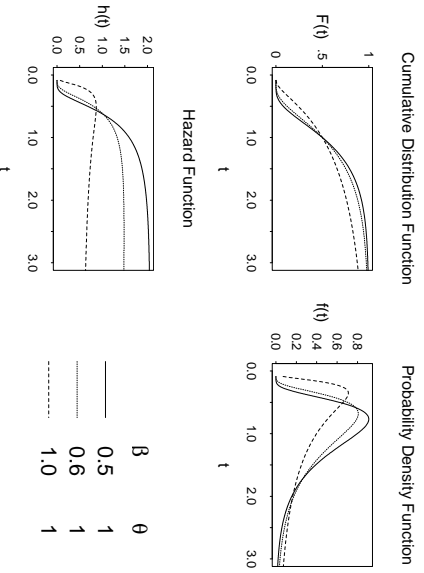 Cumulative Distribution Function
F(t)
1
.5
0
0.0 1.0 2.0 3.0
t
Probability Density Function
f(t)
0.8
0.6
0.4
0.2
0.0
0.0 1.0 2.0 3.0
t
Hazard Function
h(t)
2.0
1.5
1.0
0.5
0.0
0.0 1.0 2.0 3.0
t
β θ
0.5 1
0.6 1
1.0 1